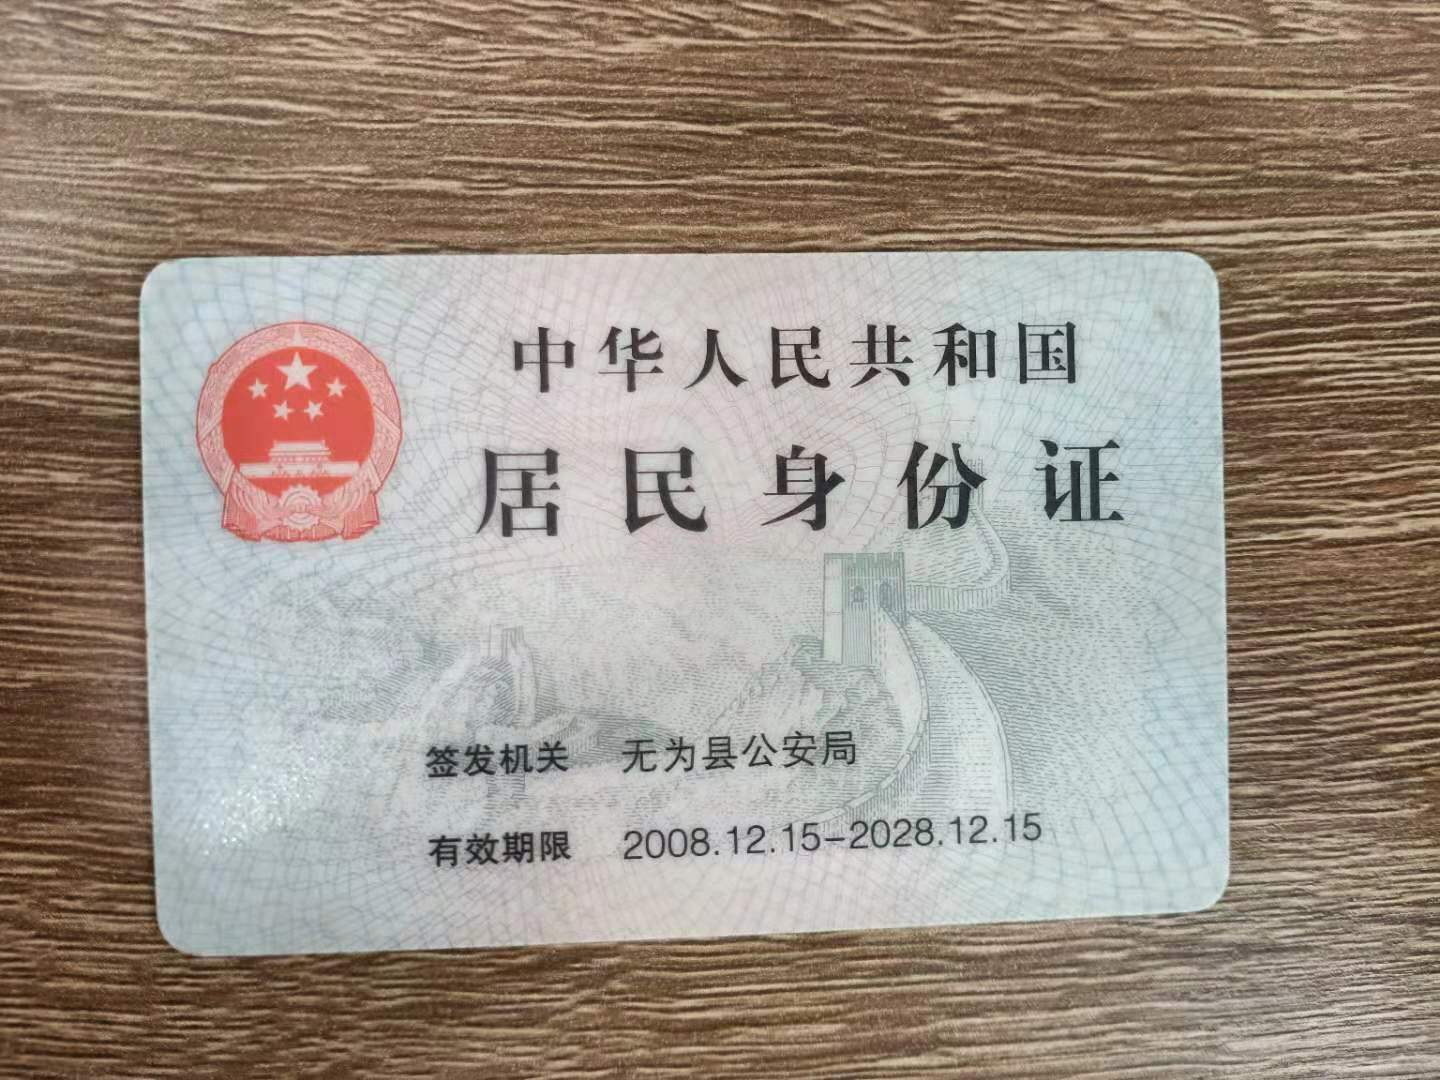 中华人民共和国
居民身份证
签发机关 无为县公安局
有效期限 2008.12.15-2028.12.15